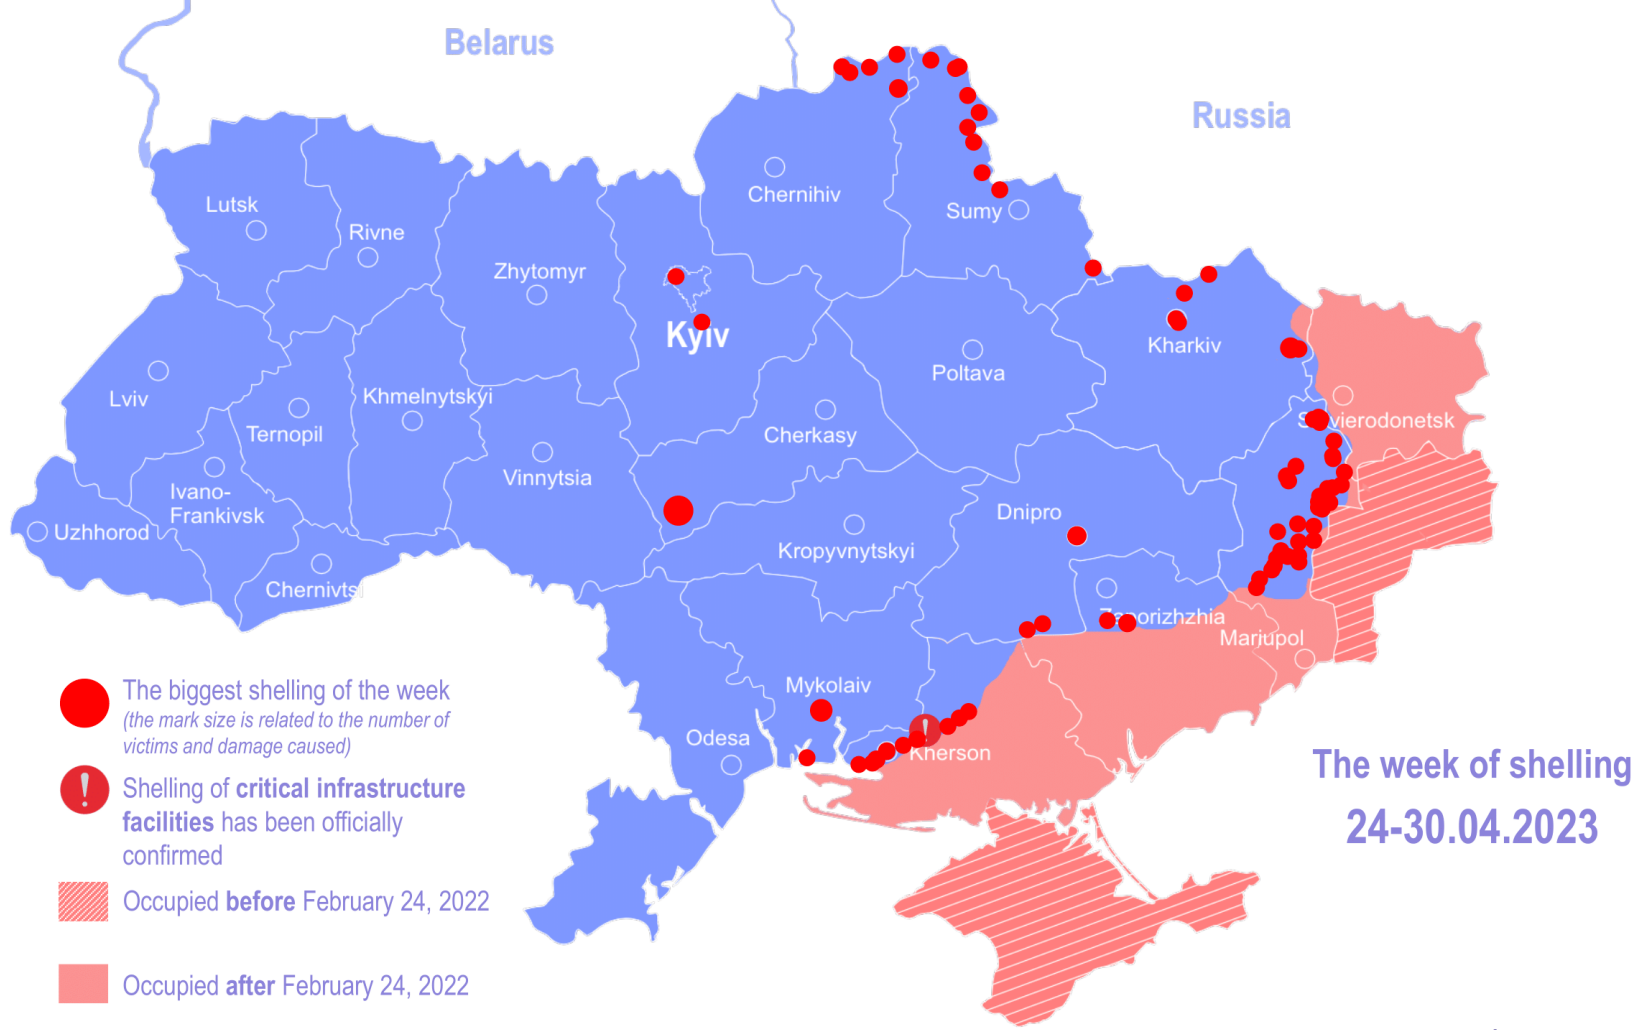 Belarus
Russia
Chernihiv
Lutsk
Sumy
Rivne
Zhytomyr
Kyiv
Kharkiv
Poltava
Lviv
Khmelnytskyi
Ternopil
Cherkasy
vierodonetsk
Vinnytsia
Ivano-
Frankivsk
Dnipro
Uzhhorod
Kropyvnytskyi
Chernivtsi
Zaporizhzhia
Mariupol
Mykolaiv
Odesa
Kherson
The biggest shelling of the week
(the mark size is related to the number of
victims and damage caused)
!
Shelling of critical infrastructure
facilities has been officially
confirmed
Occupied before February 24, 2022
Occupied after February 24, 2022
!
The week of shelling
24-30.04.2023